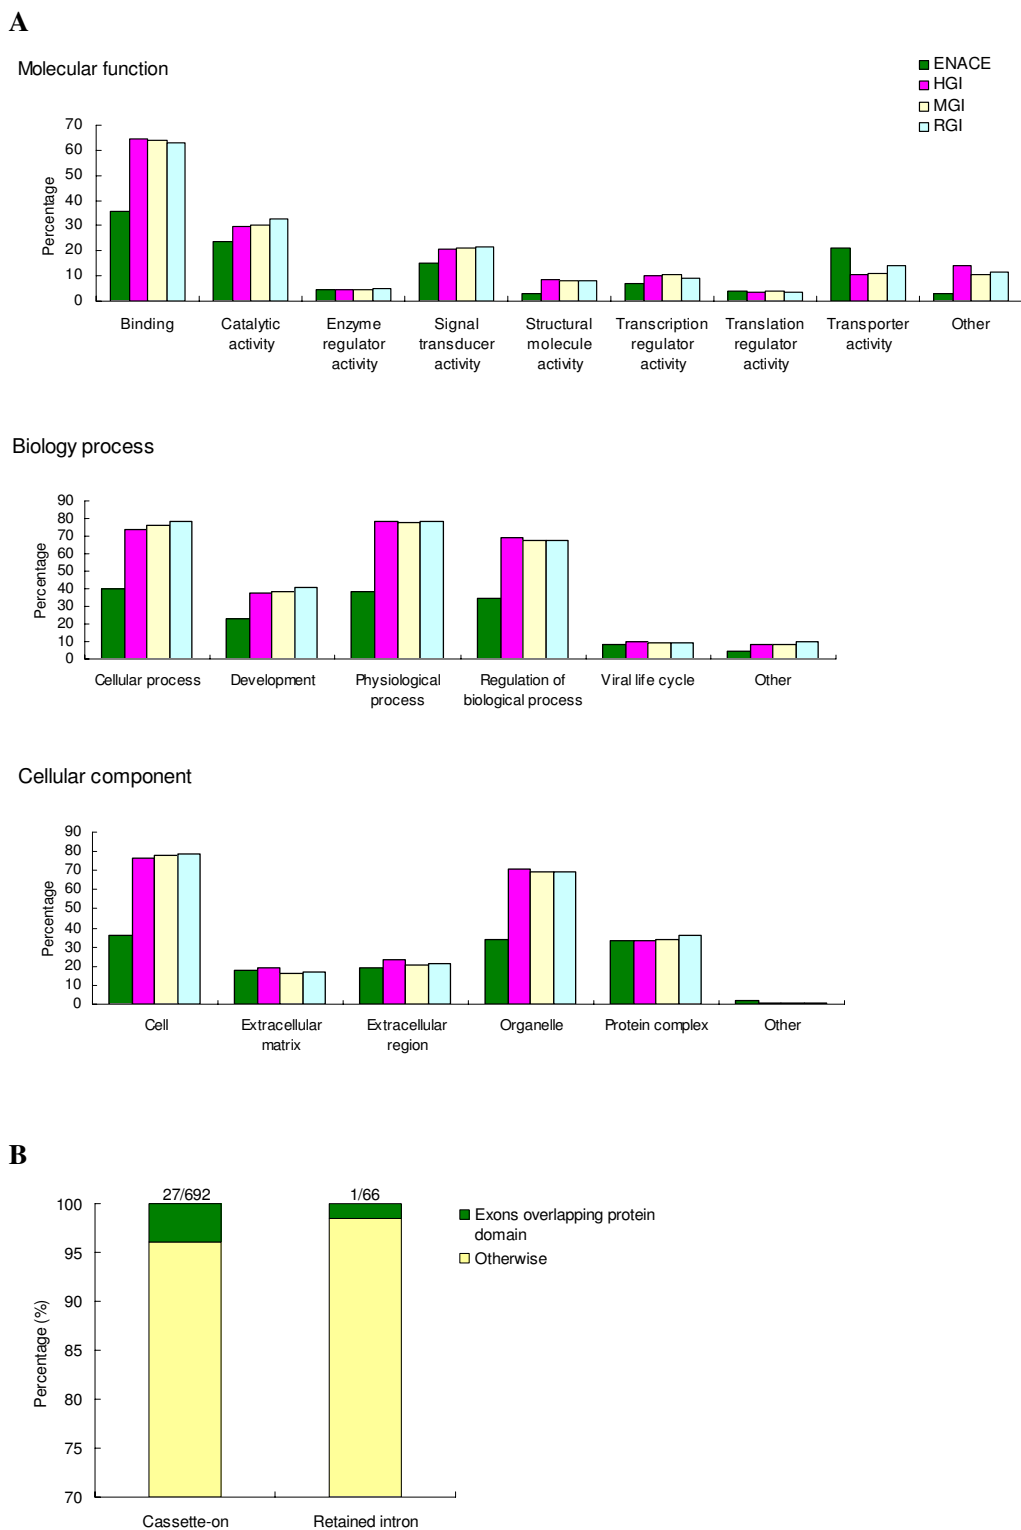 A
Molecular function
ENACE
HGI
MGI
RGI
Percentage
70
60
50
40
30
20
10
0
Binding
Catalytic
activity
Enzyme
regulator
activity
Signal
transducer
activity
Structural
molecule
activity
Transcription
regulator
activity
Translation
regulator
activity
Transporter
activity
Other
Biology process
Percentage
90
80
70
60
50
40
30
20
10
0
Cellular process
Development
Physiological
process
Regulation of
biological process
Viral life cycle
Other
Cellular component
Percentage
90
80
70
60
50
40
30
20
10
0
Cell
Extracellular
matrix
Extracellular
region
Organelle
Protein complex
Other
B
Percentage (%)
100
95
90
85
80
75
70
27/692
1/66
Exons overlapping protein
domain
Otherwise
Cassette-on
Retained intron